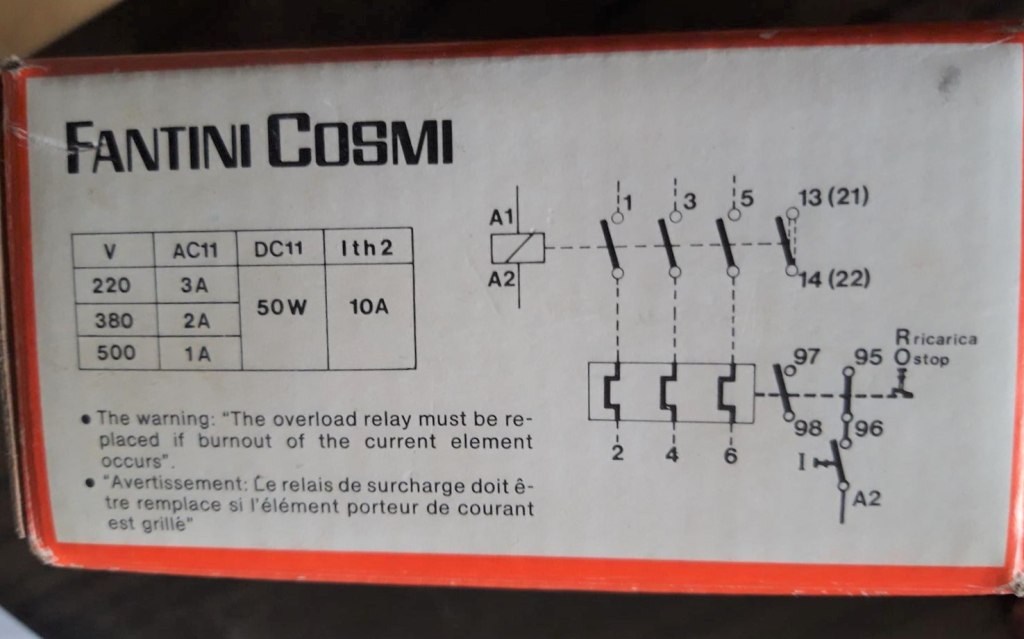 FANTINI COSMI
V AC11 DC11 Ith2
220 3A
50W 10A
380 2A
500 1A
• The warning: "The overload relay must be re-
placed if burnout of the current element
occurs".
• "Avertissement: Le relais de surcharge doit ê-
tre remplace si l'élément porteur de courant
est grillè"
A1
A2
1 3 5 13 (21)
14 (22)
97 95
R ricarica
O stop
98 96
2 4 6
I
A2